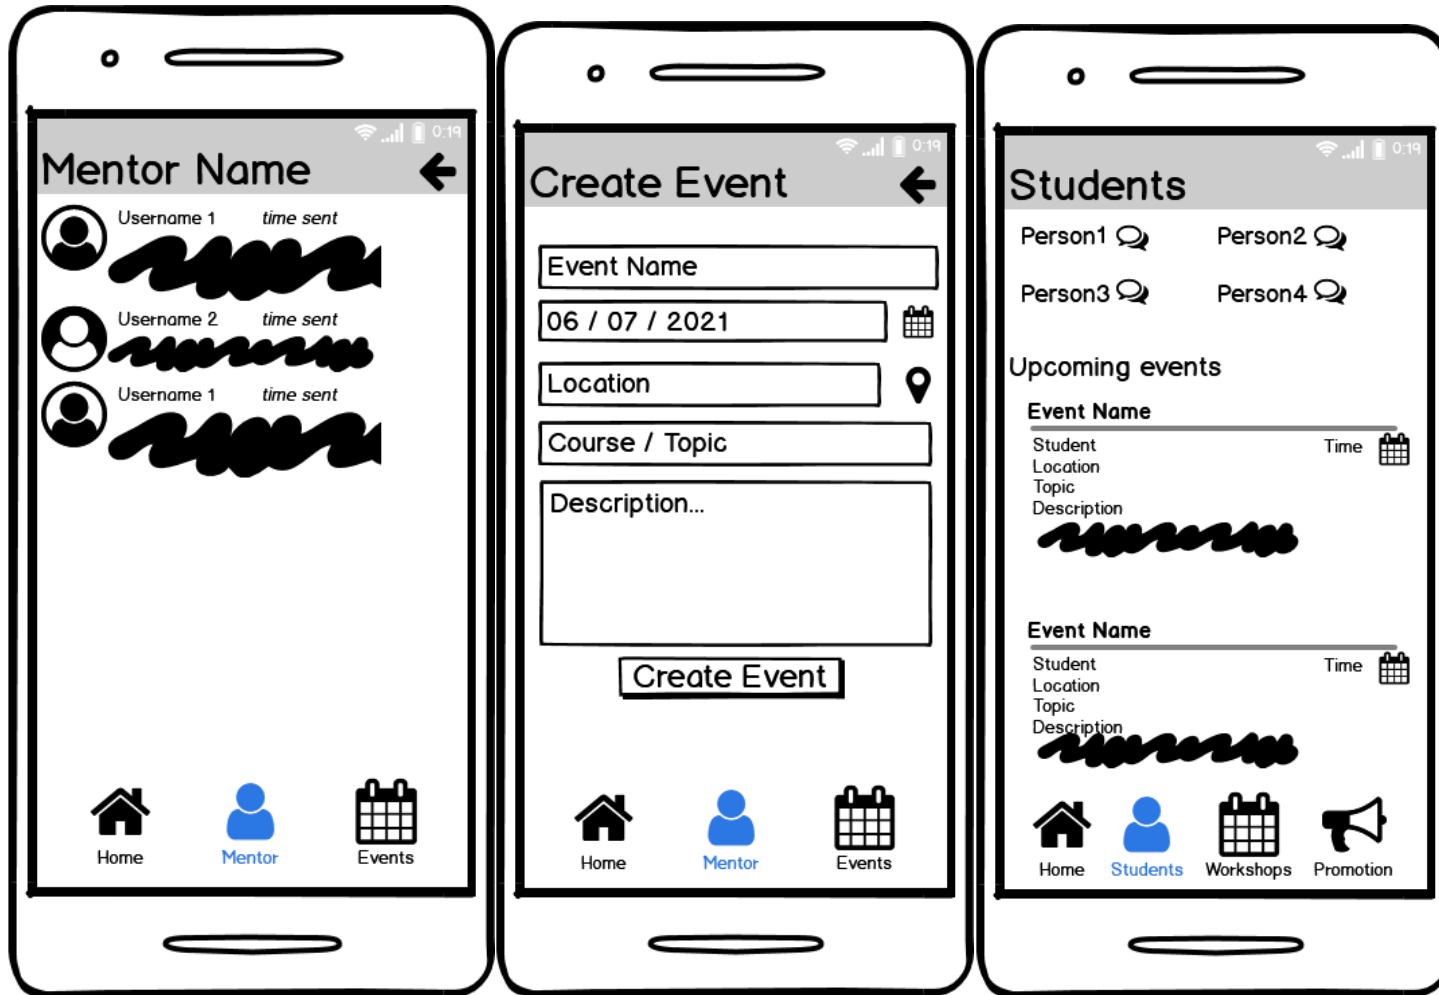 0:19
Mentor Name
Username 1 time sent
Username 2 time sent
Username 1 time sent
Home Mentor Events
0:19
Create Event
Event Name
06 / 07 / 2021
Location
Course / Topic
Description...
Create Event
Home Mentor Events
0:19
Students
Person1 Person2
Person3 Person4
Upcoming events
Event Name
Student Time
Location
Topic
Description
Event Name
Student Time
Location
Topic
Description
Home Students Workshops Promotion